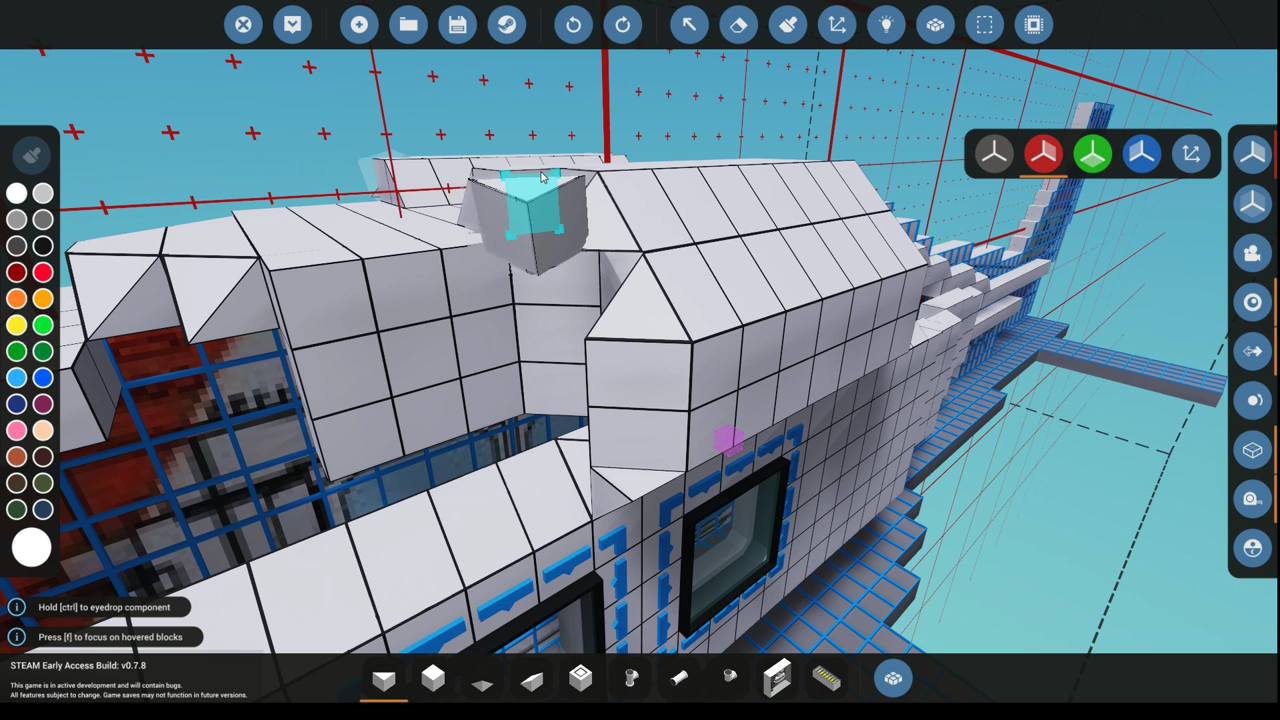 Hold [ctrl] to eyedrop component
Press [f] to focus on hovered blocks
STEAM Early Access Build: v0.7.8
This game is in active development and will contain bugs.
All features subject to change. Game saves may not function in future versions.